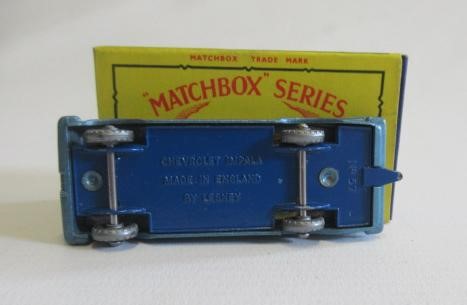 MATCHBOX TRADE MARK
"MATCHBOX" SERIES
CHEVROLET IMPALA
MADE IN ENGLAND
BY LESNEY